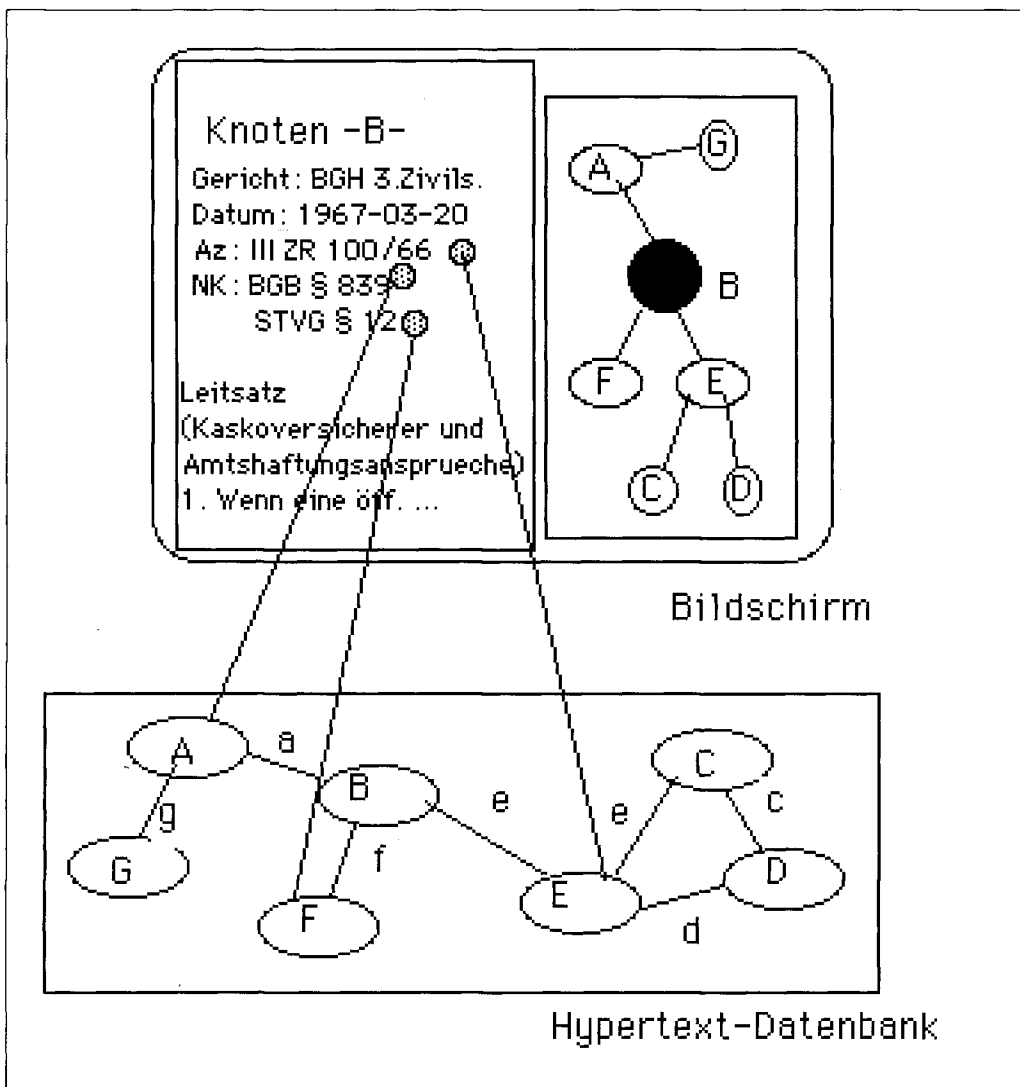 Knoten -B-
Gericht: BGH 3.Zivils.
Datum: 1967-03-20
Az: III ZR 100/66
NK: BGB § 839
STVG § 12
Leitsatz
(Kaskoversicherer und
Amtshaftungsansprueche)
1. Wenn eine öff. ...
G
A
B
F
E
C
D
Bildschirm
A
a
B
C
e
e
c
g
G
f
D
E
F
d
Hypertext-Datenbank